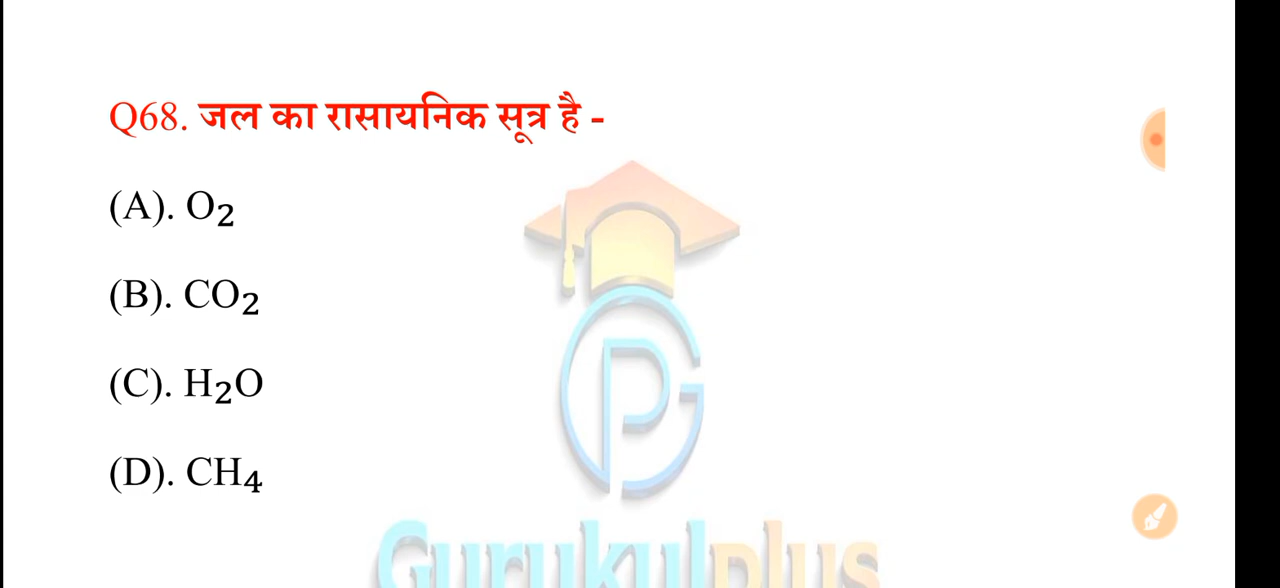 Q68. जल का रासायनिक सूत्र है -
(A). O₂
(B). CO₂
(C). H₂O
(D). CH₄
Gurukulplus